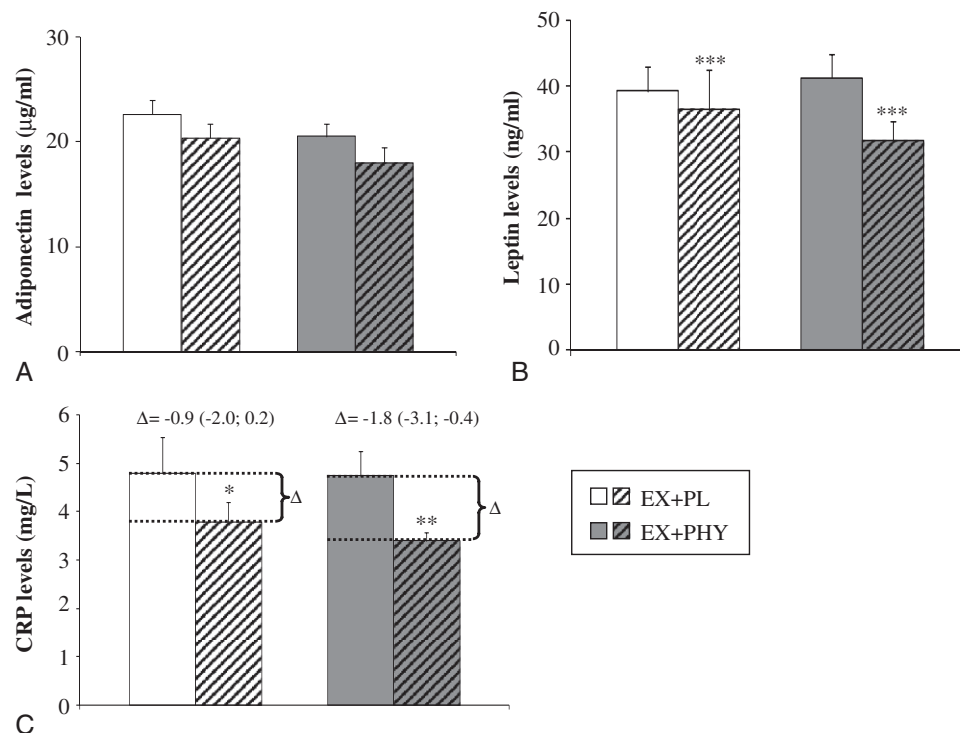 30
20
10
0
Adiponectin levels (µg/ml)
A
50
40
30
20
10
0
Leptin levels (ng/ml)
***
***
B
6
5
4
3
2
1
0
CRP levels (mg/L)
Δ= -0.9 (-2.0; 0.2)
Δ= -1.8 (-3.1; -0.4)
*
Δ
**
Δ
C
EX+PL
EX+PHY